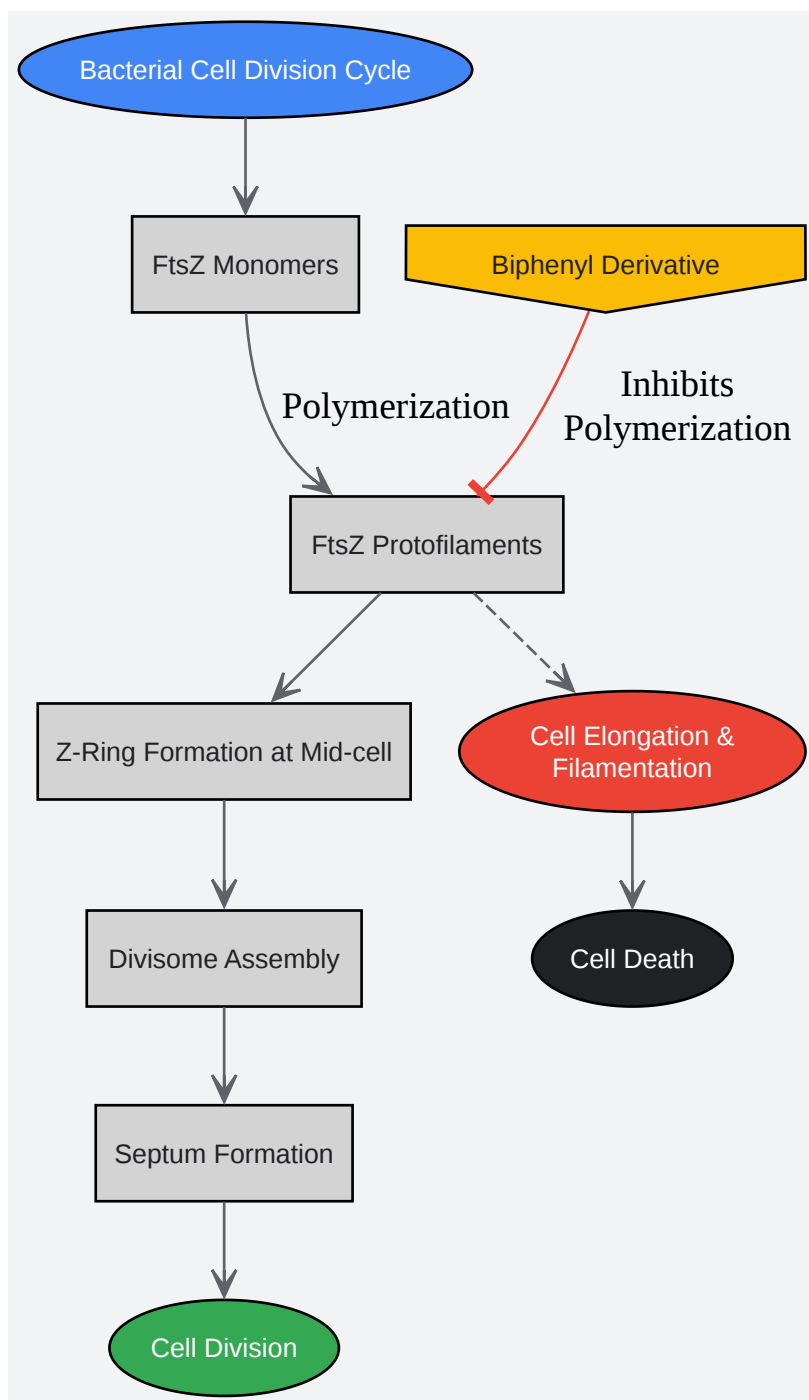 Bacterial Cell Division Cycle
FtsZ Monomers
Biphenyl Derivative
Polymerization
Inhibits
Polymerization
FtsZ Protofilaments
Z-Ring Formation at Mid-cell
Cell Elongation &
Filamentation
Divisome Assembly
Cell Death
Septum Formation
Cell Division